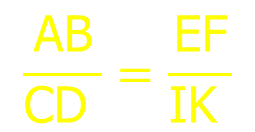 AB EF
=
CD IK